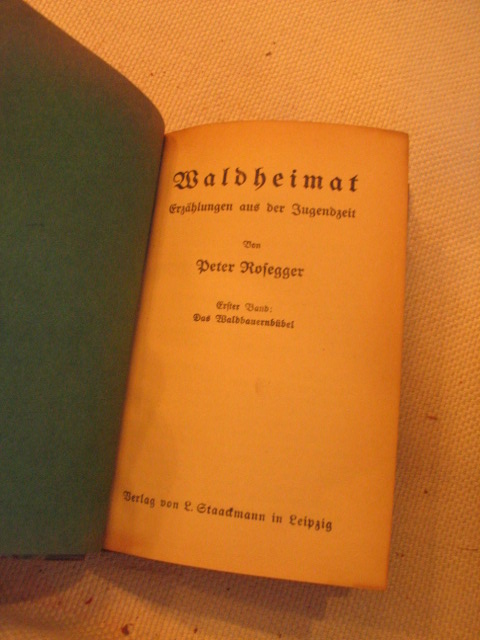 Waldheimat
Erzählungen aus der Jugendzeit
Von
Peter Rosegger
Erster Band:
Das Waldbauernbübel
Verlag von L. Staackmann in Leipzig